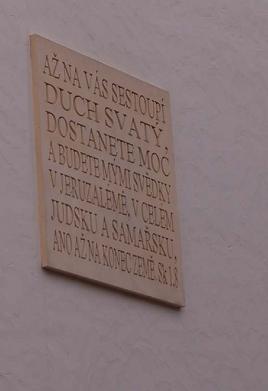 AŽ NA VÁS SESTOUPÍ
DUCH SVATÝ,
DOSTANETE MOC
A BUDETE MÝMI SVĚDKY
V JERUZALÉMĚ, V CELÉM
JUDSKU A SAMAŘSKU,
ANO AŽ NA KONEC ZEMĚ. Sk 1,8